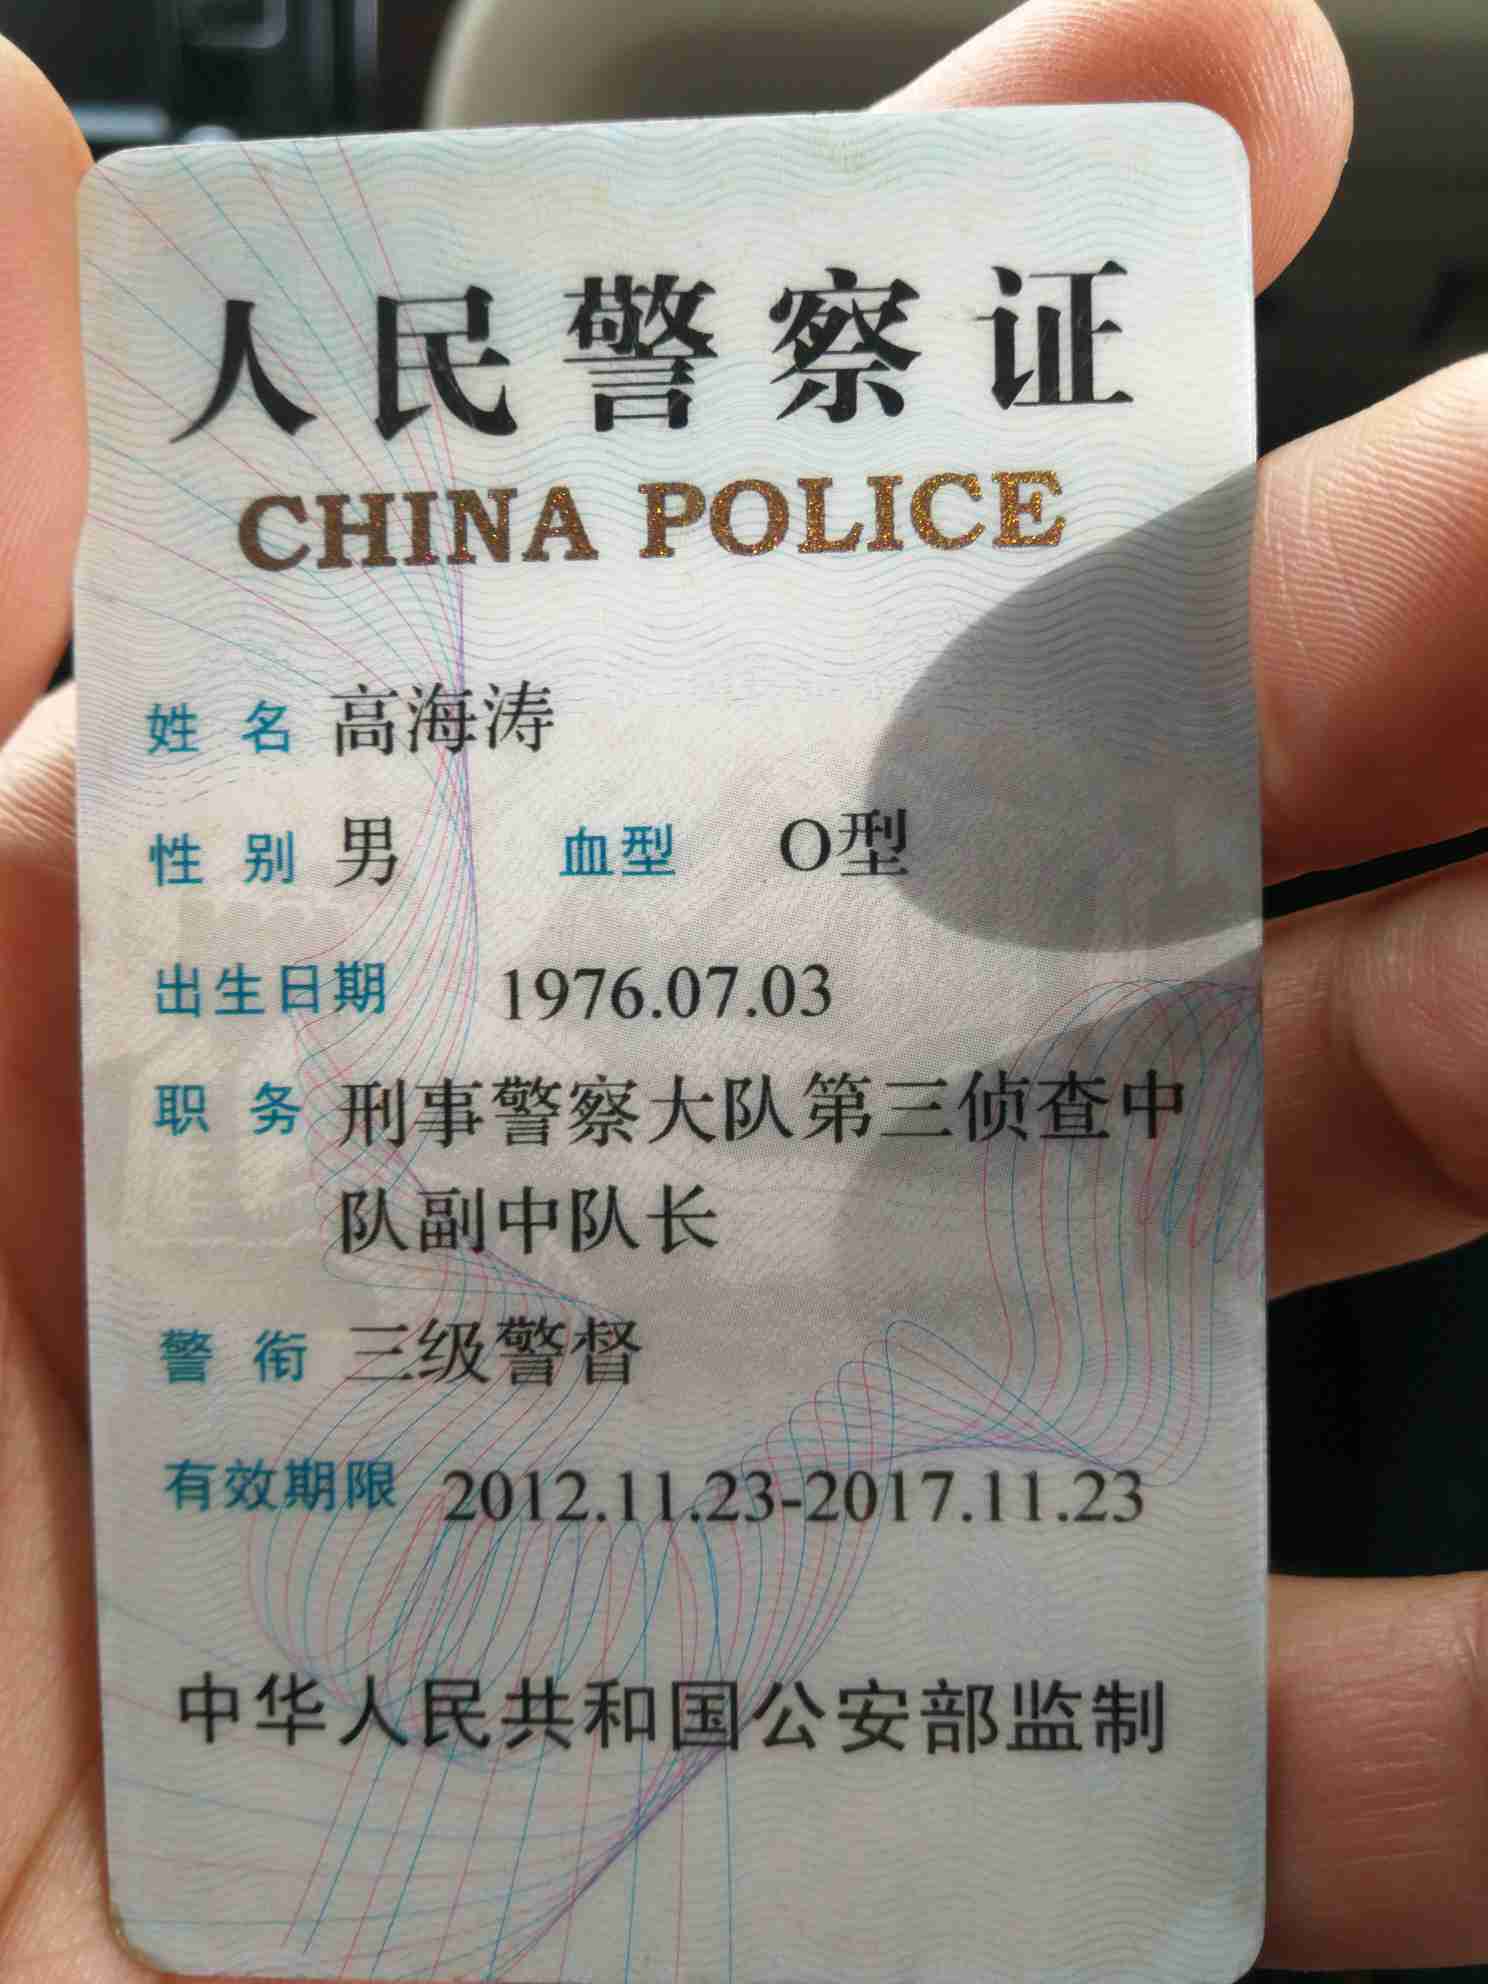 人民警察证
CHINA POLICE
姓 名 高海涛
性 别 男 血型 O型
出生日期 1976.07.03
职 务 刑事警察大队第三侦查中
队副中队长
警 衔 三级警督
有效期限 2012.11.23-2017.11.23
中华人民共和国公安部监制